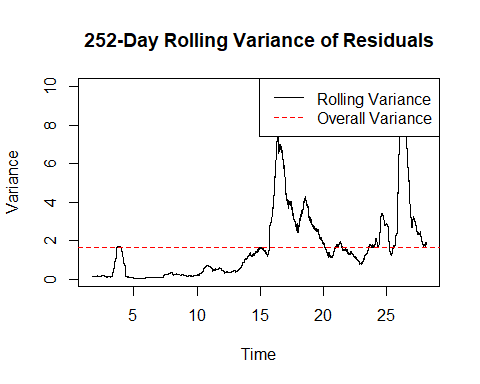 252-Day Rolling Variance of Residuals
Rolling Variance
Overall Variance
Variance
10
8
6
4
2
0
5 10 15 20 25
Time